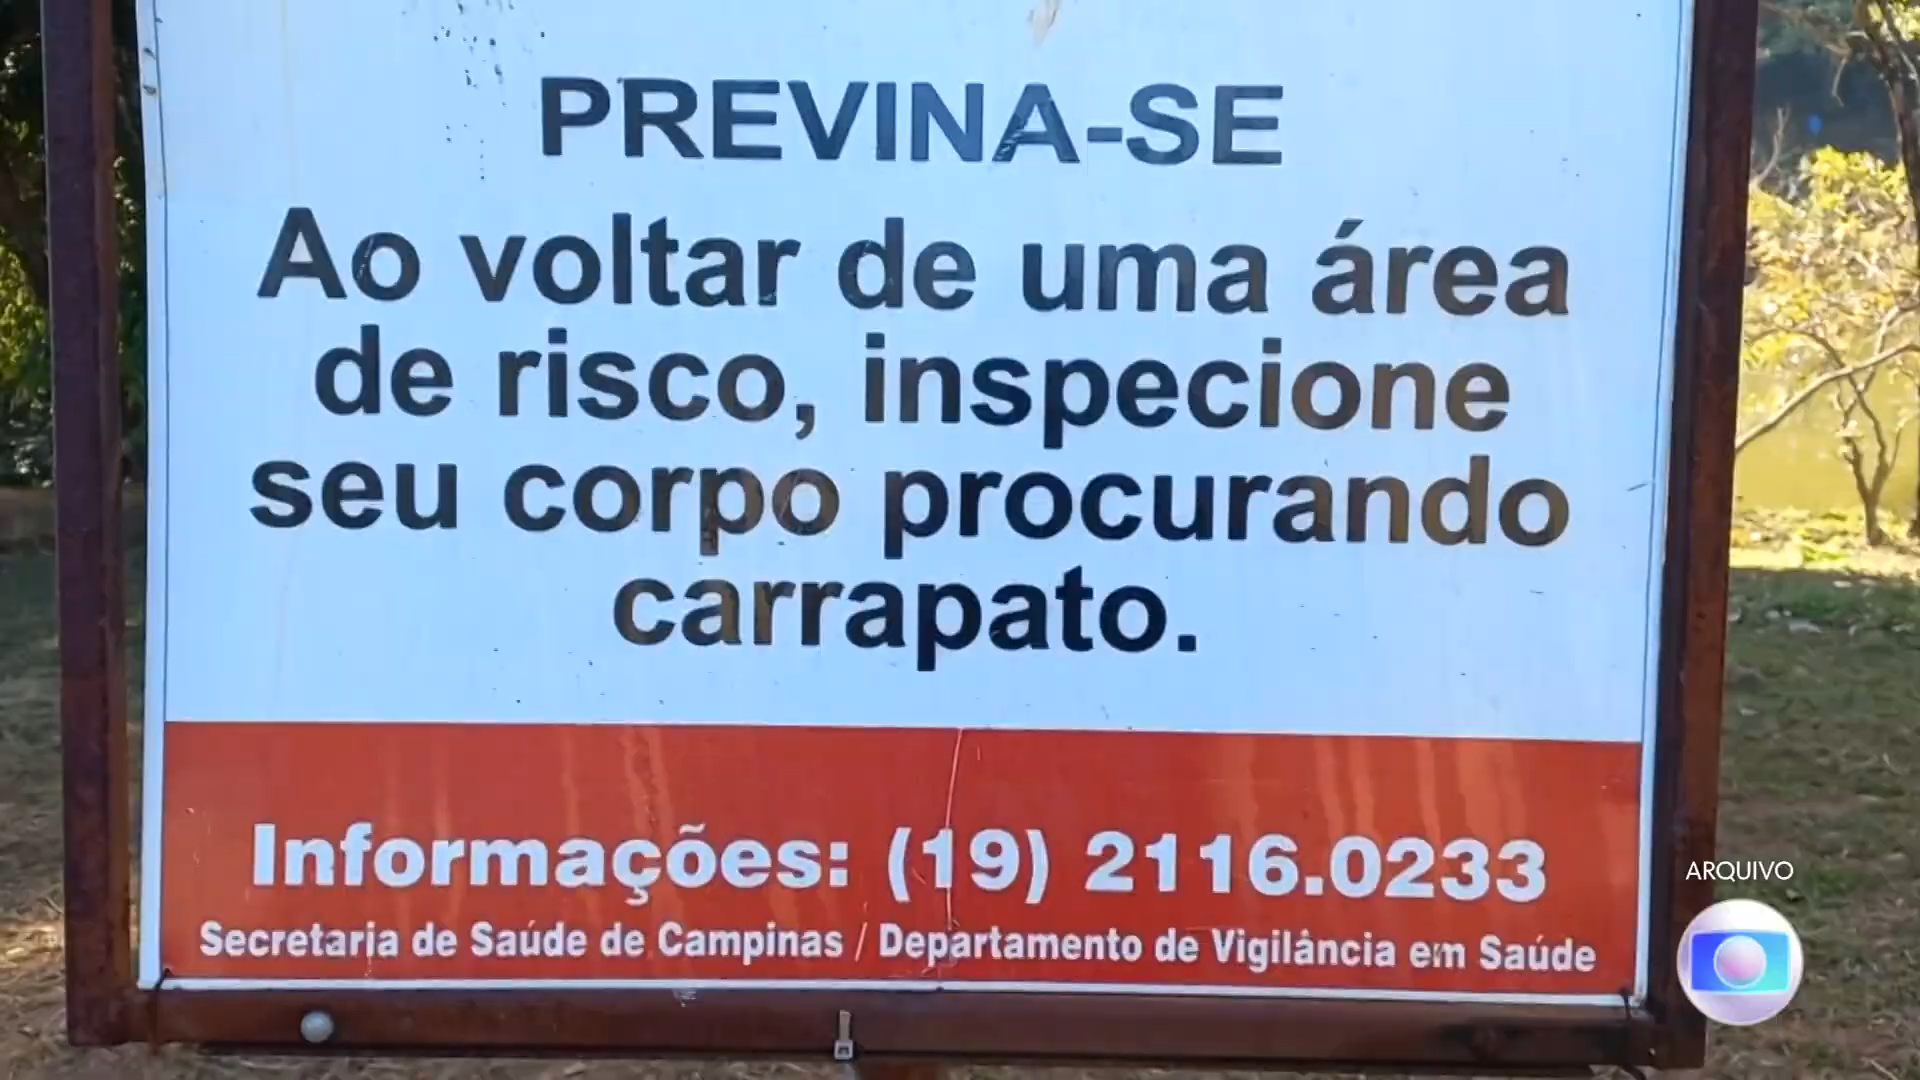 PREVINA-SE
Ao voltar de uma área
de risco, inspecione
seu corpo procurando
carrapato.
Informações: (19) 2116.0233
Secretaria de Saúde de Campinas / Departamento de Vigilância em Saúde
ARQUIVO